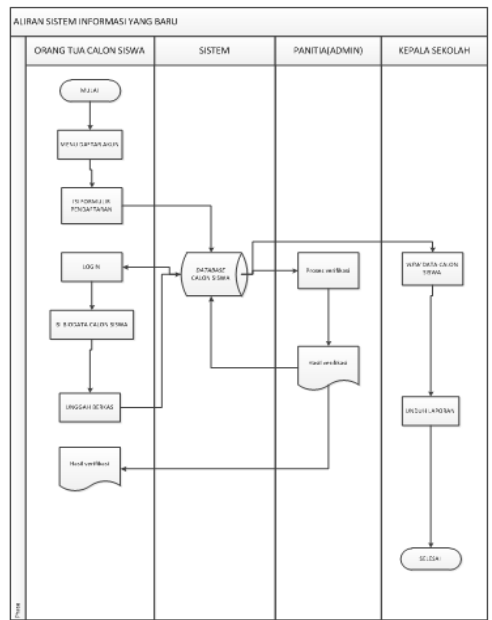 ALIRAN SISTEM INFORMASI YANG BARU
ORANG TUA CALON SISWA
SISTEM
PANITIA(ADMIN)
KEPALA SEKOLAH
MULAI
MENU DAFTAR AKUN
ISI FORMULIR
PENDAFTARAN
LOGIN
DATABASE
CALON SISWA
Proses verifikasi
VIEW DATA CALON
SISWA
ISI BIODATA CALON SISWA
Hasil verifikasi
UNGGAH BERKAS
UNDUH LAPORAN
Hasil verifikasi
SELESAI
Phase